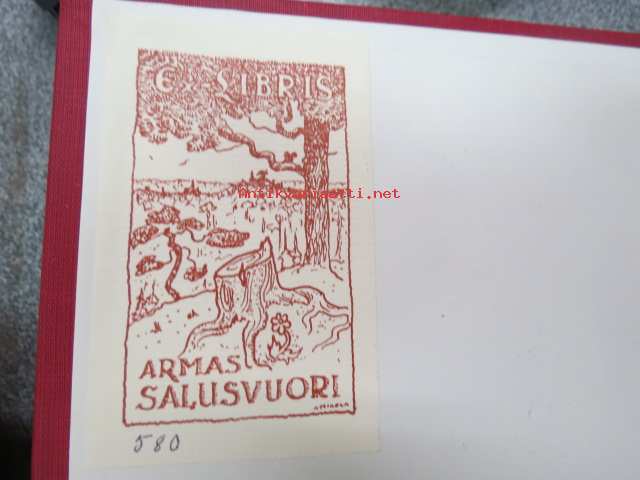 Ex-LIBRIS
antikvariaatti.net
ARMAS
SALUSVUORI
580